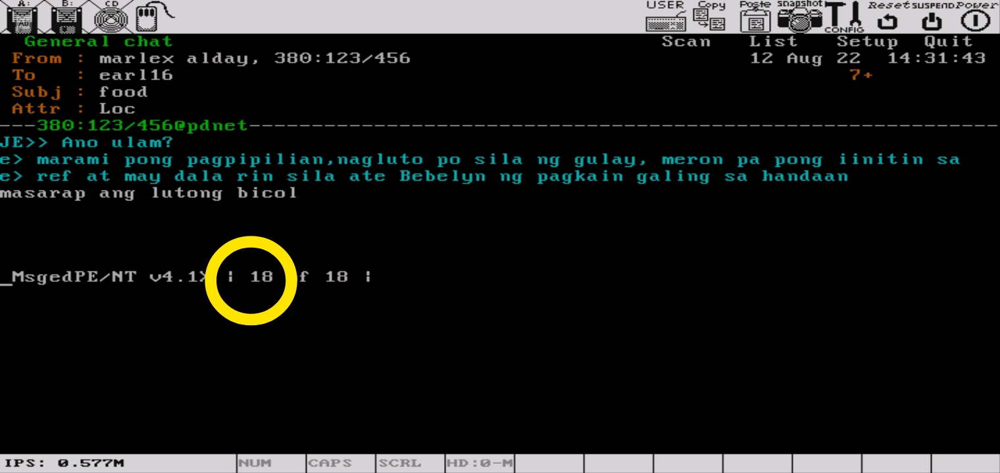 A: B: CD USER Copy Paste snapshot CONFIG Reset SUSPEND Power
General chat Scan List Setup Quit
From : marlex alday, 380:123/456 12 Aug 22 14:31:43
To : earl16 7+
Subj : food
Attr : Loc
---380:123/456@pdnet------------------------------------------------------------
JE>> Ano ulam?
e> marami pong pagpipilian,nagluto po sila ng gulay, meron pa pong iinitin sa
e> ref at may dala rin sila ate Bebelyn ng pagkain galing sa handaan
masarap ang lutong bicol
_MsgedPE/NT v4.1> ¦ 18 f 18 ¦
IPS: 0.577M NUM CAPS SCRL HD:0-M